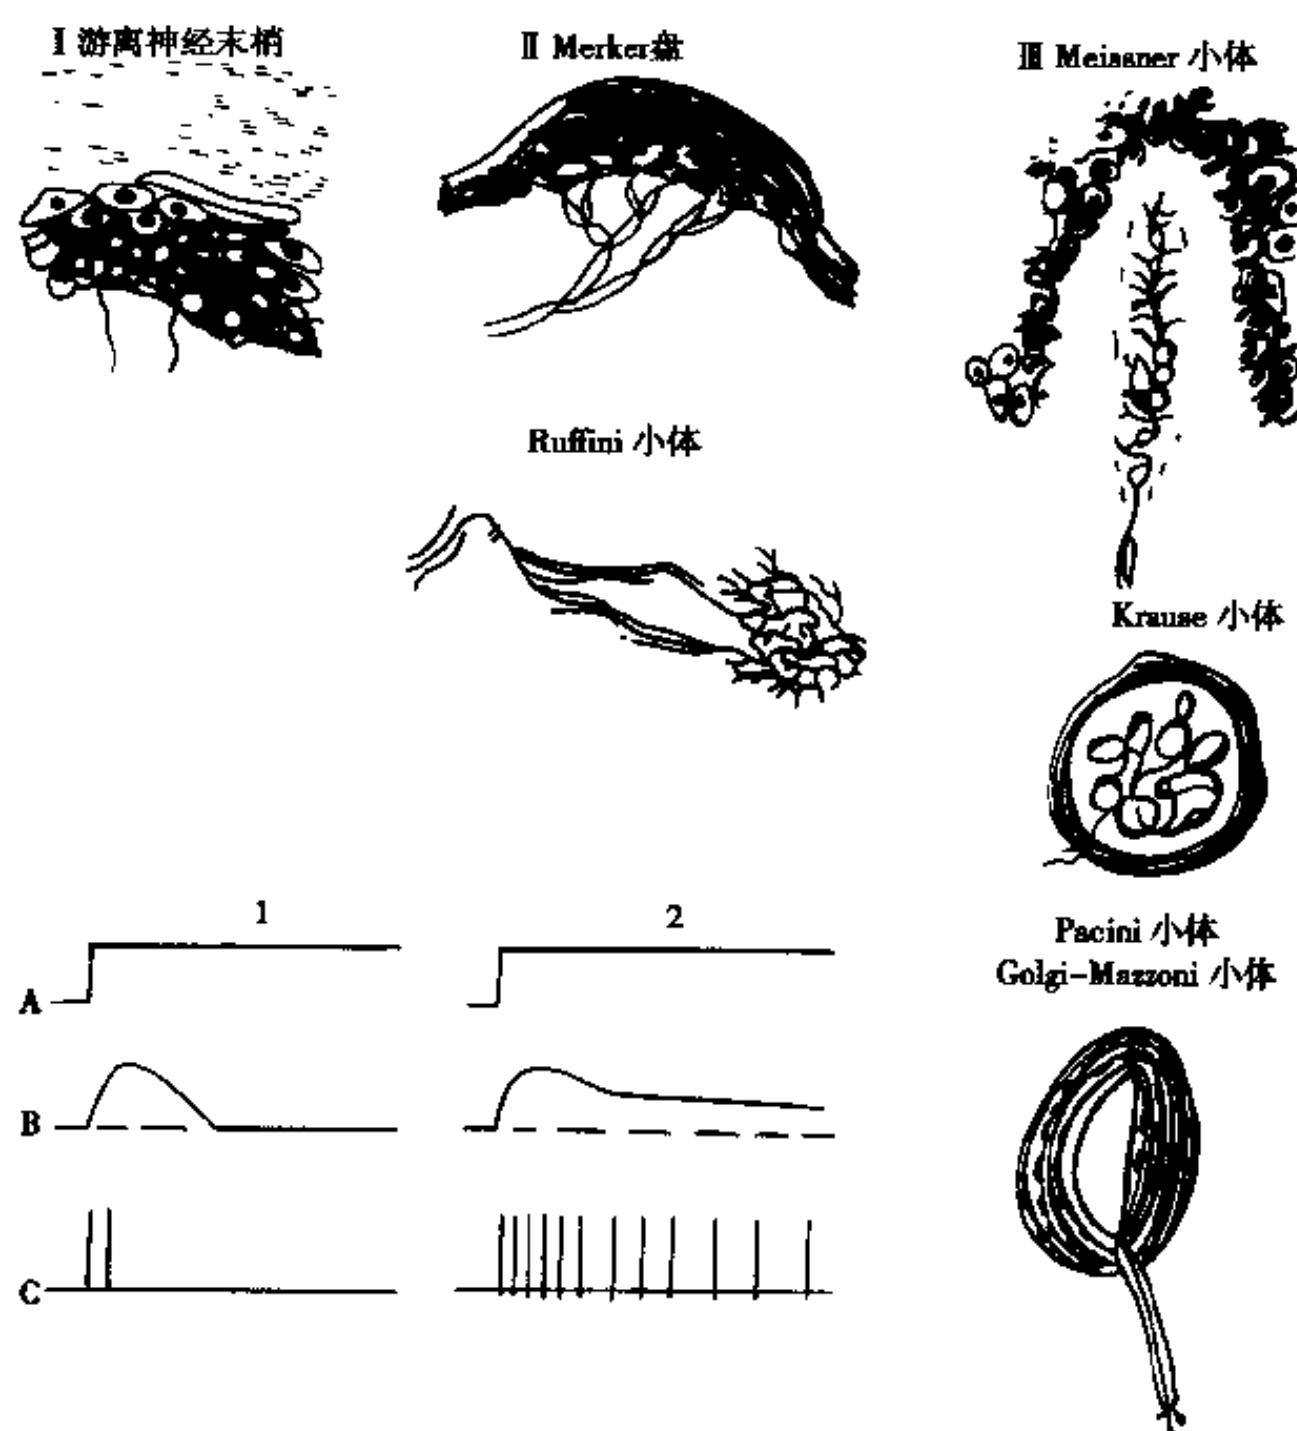 Ⅰ 游离神经末梢
Ⅱ Merker盘
Ⅲ Meissner 小体
Ruffini 小体
Krause 小体
Pacini 小体
Golgi-Mazzoni 小体
1
2
A
B
C